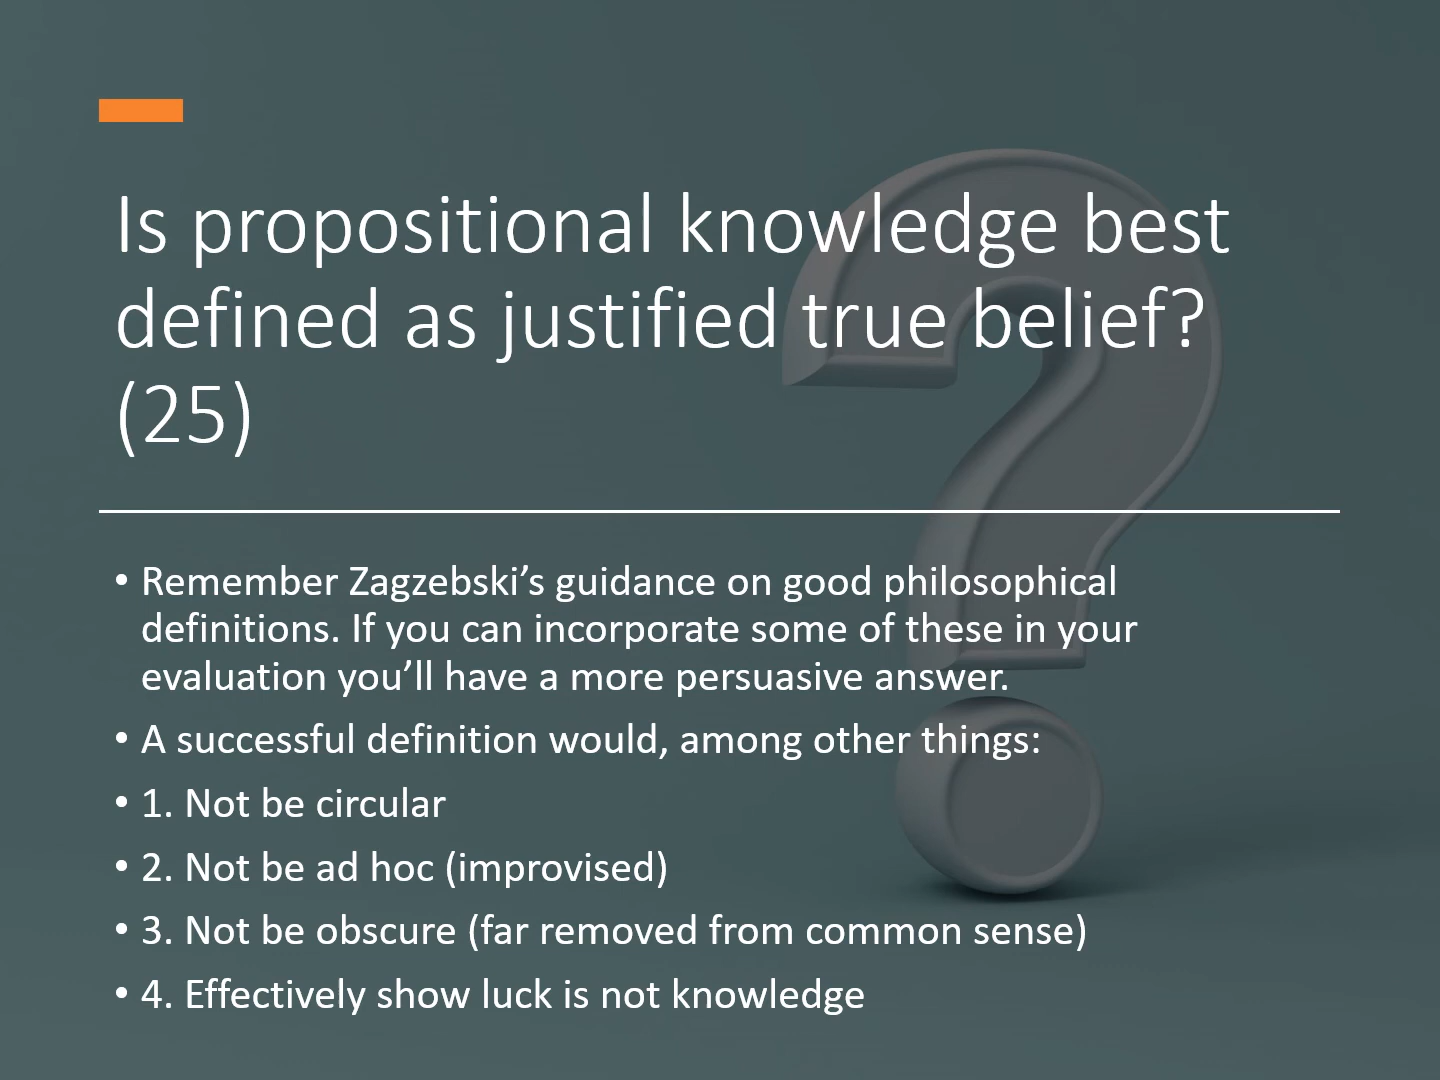 Is propositional knowledge best
defined as justified true belief?
(25)
• Remember Zagzebski’s guidance on good philosophical
definitions. If you can incorporate some of these in your
evaluation you’ll have a more persuasive answer.
• A successful definition would, among other things:
• 1. Not be circular
• 2. Not be ad hoc (improvised)
• 3. Not be obscure (far removed from common sense)
• 4. Effectively show luck is not knowledge